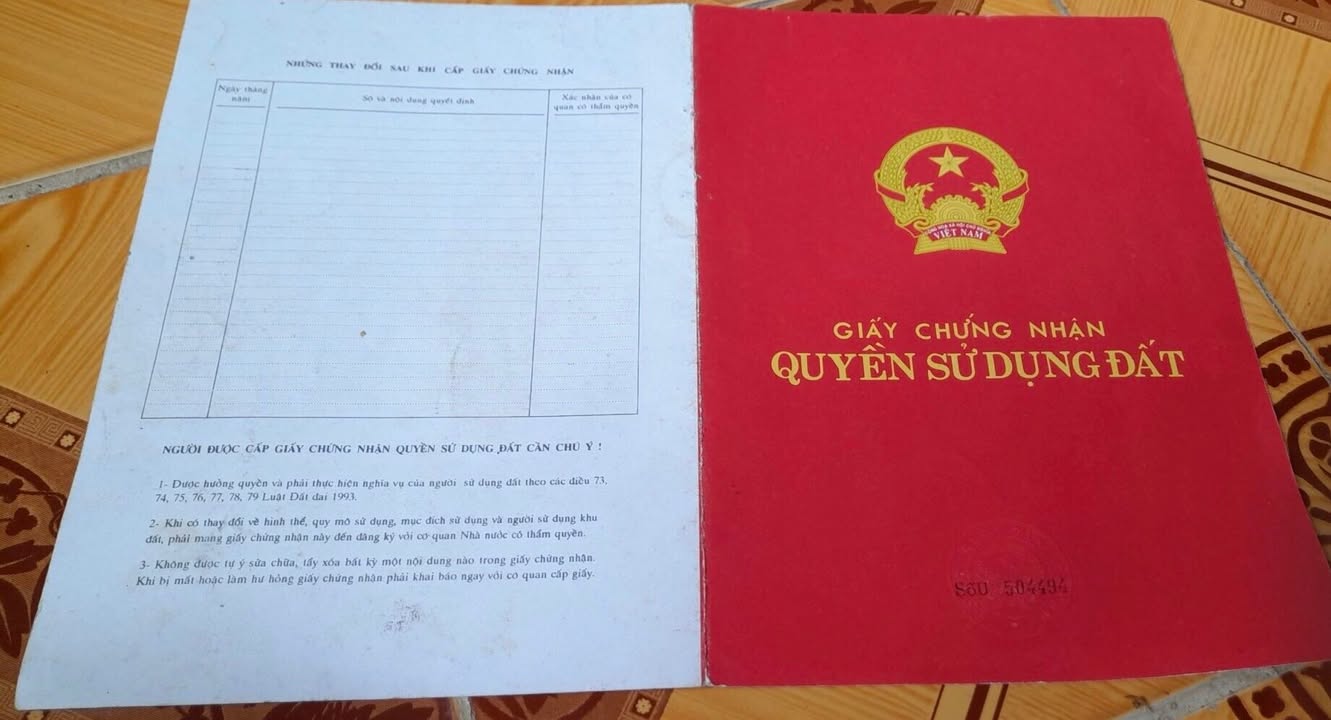 NHỮNG THAY ĐỔI SAU KHI CẤP GIẤY CHỨNG NHẬN
Ngày tháng năm
Số và nội dung quyết định
Xác nhận của cơ quan có thẩm quyền
NGƯỜI ĐƯỢC CẤP GIẤY CHỨNG NHẬN QUYỀN SỬ DỤNG ĐẤT CẦN CHÚ Ý !
1- Được hưởng quyền và phải thực hiện nghĩa vụ của người sử dụng đất theo các điều 73,
74, 75, 76, 77, 78, 79 Luật Đất đai 1993.
2- Khi có thay đổi về hình thể, quy mô sử dụng, mục đích sử dụng và người sử dụng khu
đất, phải mang giấy chứng nhận này đến đăng ký với cơ quan Nhà nước có thẩm quyền.
3- Không được tự ý sửa chữa, tẩy xóa bất kỳ một nội dung nào trong giấy chứng nhận.
Khi bị mất hoặc làm hư hỏng giấy chứng nhận phải khai báo ngay với cơ quan cấp giấy.
CỘNG HÒA XÃ HỘI CHỦ NGHĨA
VIỆT NAM
GIẤY CHỨNG NHẬN
QUYỀN SỬ DỤNG ĐẤT
SốU 504494